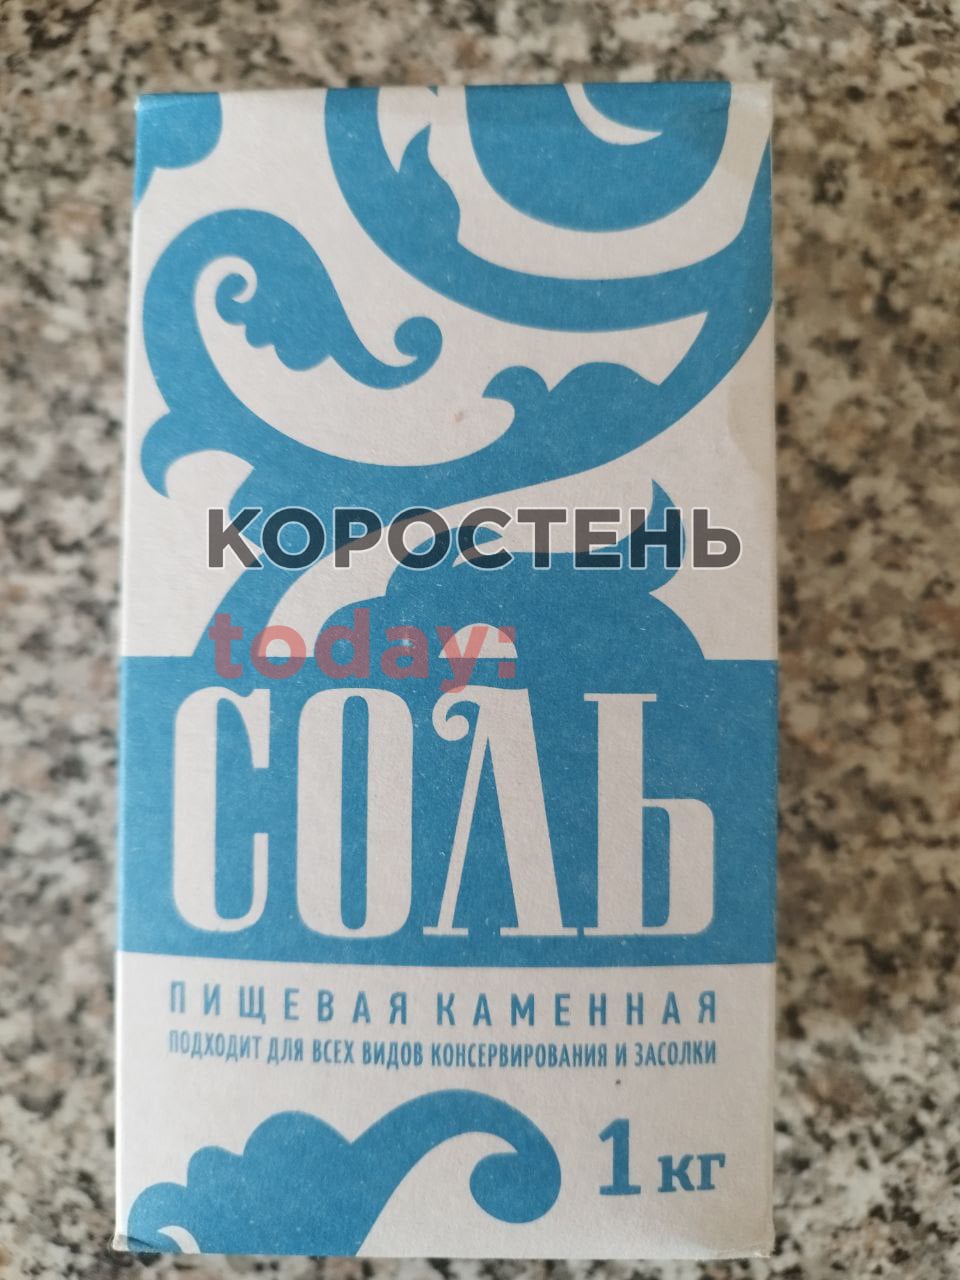 КОРОСТЕНЬ
today:
СОЛЬ
ПИЩЕВАЯ КАМЕННАЯ
ПОДХОДИТ ДЛЯ ВСЕХ ВИДОВ КОНСЕРВИРОВАНИЯ И ЗАСОЛКИ
1 кг